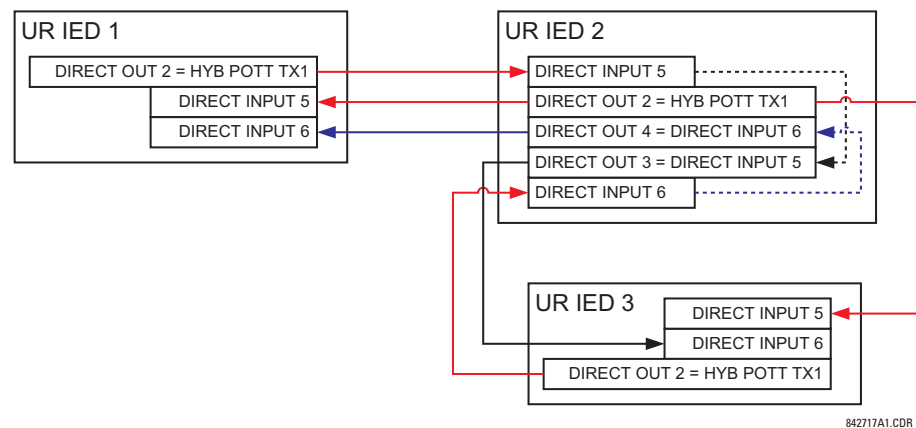 UR IED 1
DIRECT OUT 2 = HYB POTT TX1
DIRECT INPUT 5
DIRECT INPUT 6
UR IED 2
DIRECT INPUT 5
DIRECT OUT 2 = HYB POTT TX1
DIRECT OUT 4 = DIRECT INPUT 6
DIRECT OUT 3 = DIRECT INPUT 5
DIRECT INPUT 6
UR IED 3
DIRECT INPUT 5
DIRECT INPUT 6
DIRECT OUT 2 = HYB POTT TX1
842717A1.CDR